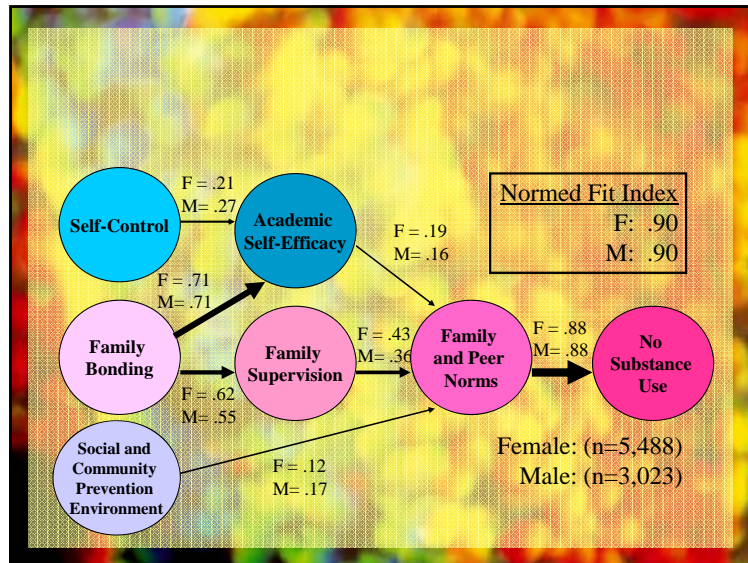 F = .21
M= .27
Self-Control
Academic
Self-Efficacy
F = .19
M= .16
Normed Fit Index
F: .90
M: .90
F = .71
M= .71
Family
Bonding
Family
Supervision
F = .43
M= .36
Family
and Peer
Norms
F = .88
M= .88
No
Substance
Use
F = .62
M= .55
Social and
Community
Prevention
Environment
F = .12
M= .17
Female: (n=5,488)
Male: (n=3,023)